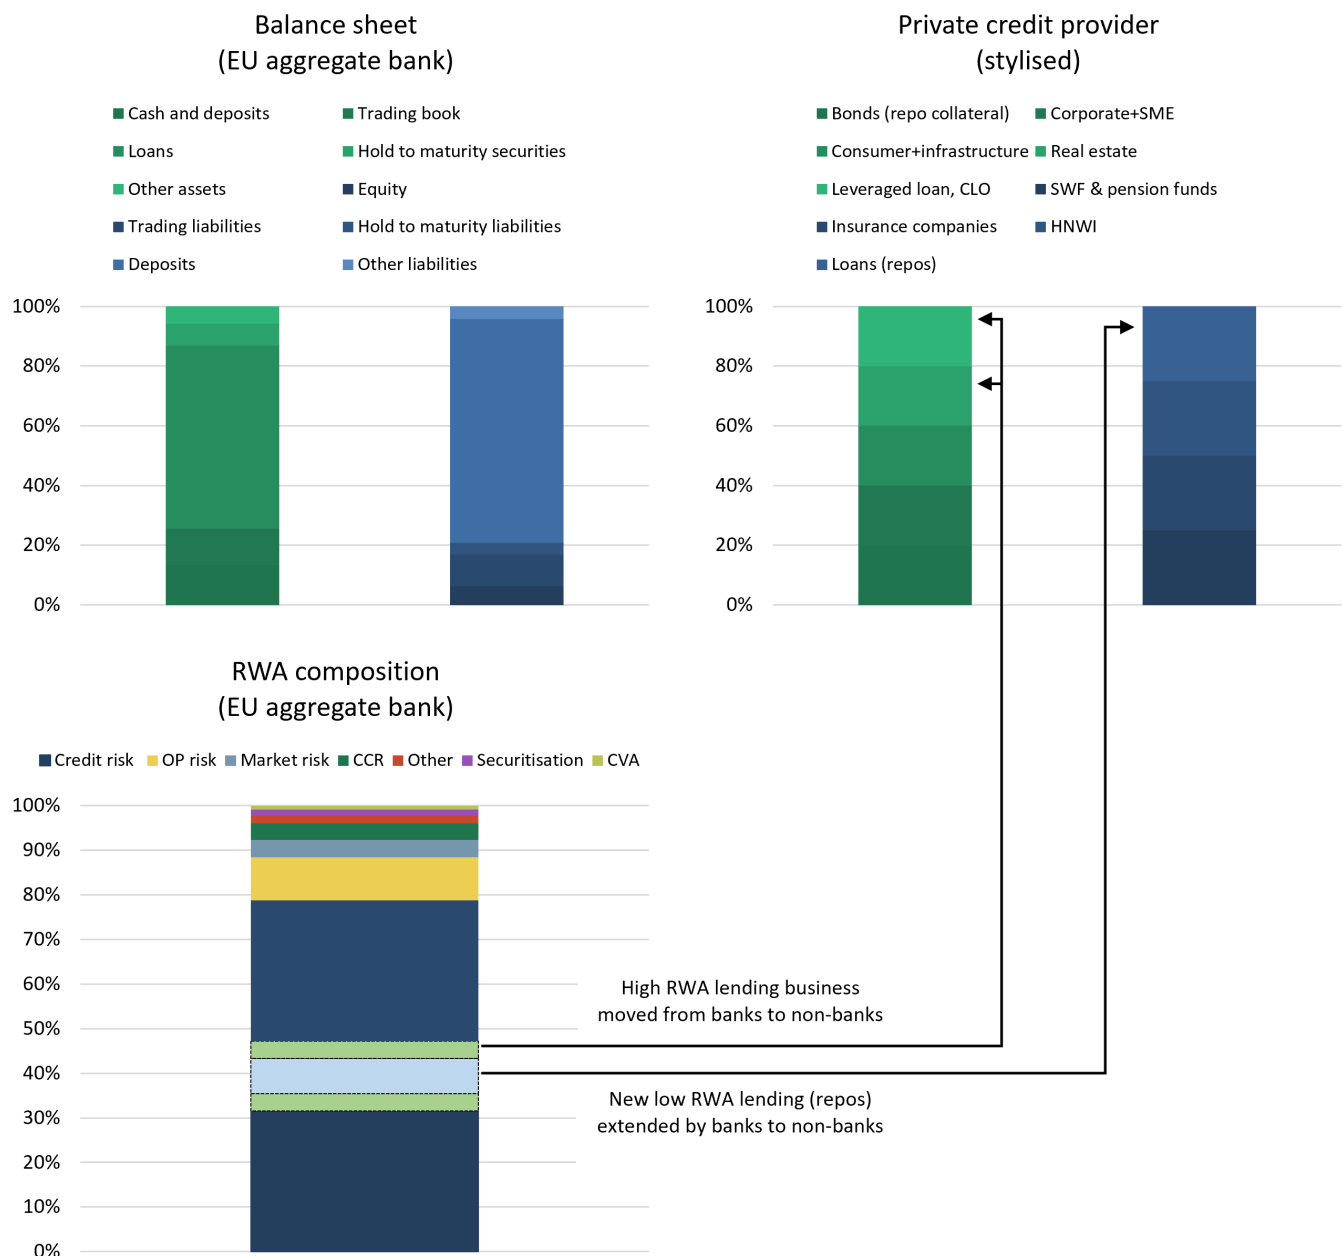 Balance sheet
(EU aggregate bank)
Cash and deposits
Trading book
Loans
Hold to maturity securities
Other assets
Equity
Trading liabilities
Hold to maturity liabilities
Deposits
Other liabilities
100%
80%
60%
40%
20%
0%
Private credit provider
(stylised)
Bonds (repo collateral)
Corporate+SME
Consumer+infrastructure
Real estate
Leveraged loan, CLO
SWF & pension funds
Insurance companies
HNWI
Loans (repos)
100%
80%
60%
40%
20%
0%
RWA composition
(EU aggregate bank)
Credit risk
OP risk
Market risk
CCR
Other
Securitisation
CVA
100%
90%
80%
70%
60%
50%
40%
30%
20%
10%
0%
High RWA lending business
moved from banks to non-banks
New low RWA lending (repos)
extended by banks to non-banks